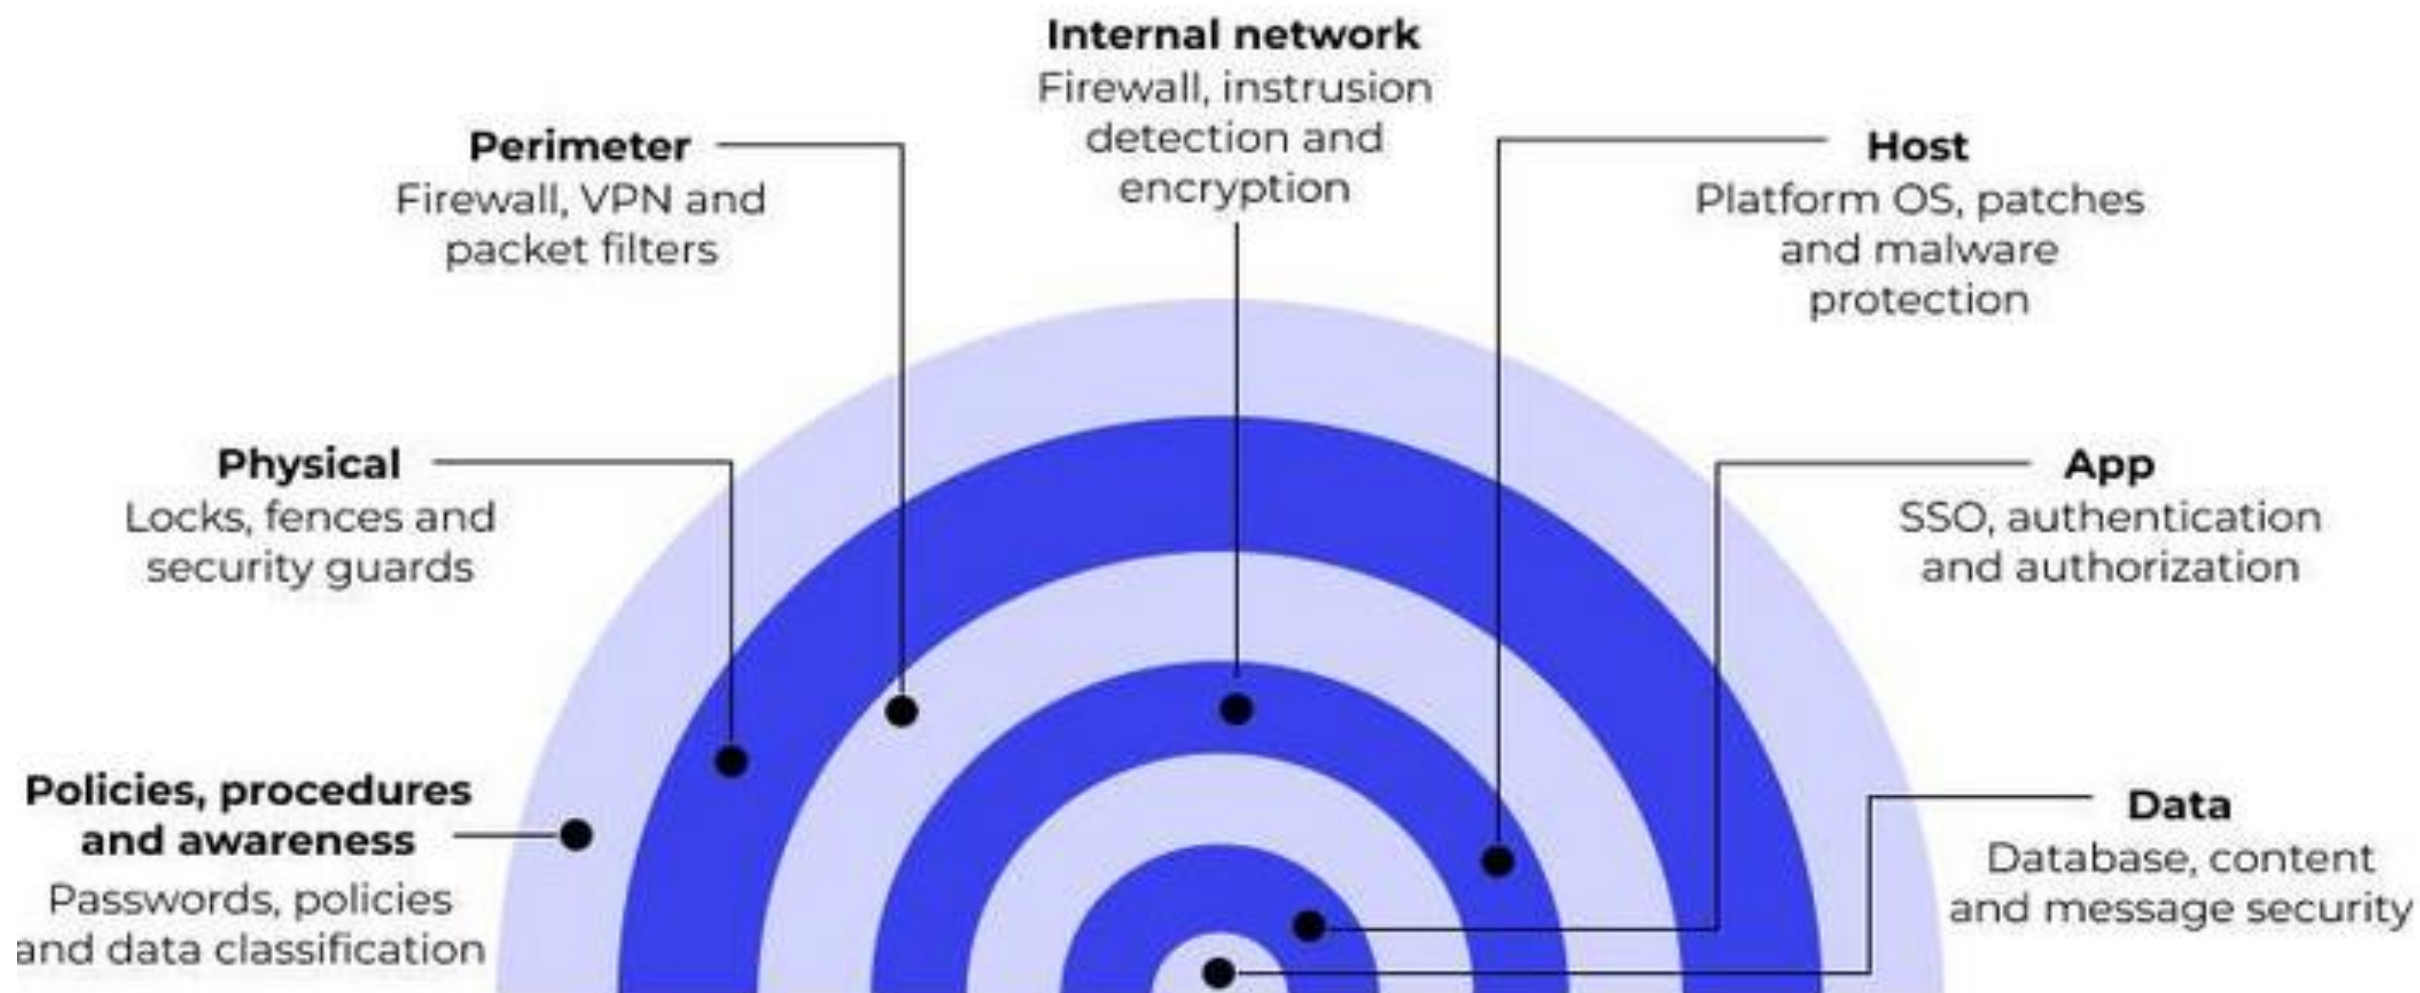 Internal network
Firewall, instrusion
detection and
encryption
Perimeter
Firewall, VPN and
packet filters
Host
Platform OS, patches
and malware
protection
Physical
Locks, fences and
security guards
App
SSO, authentication
and authorization
Policies, procedures
and awareness
Passwords, policies
and data classification
Data
Database, content
and message security